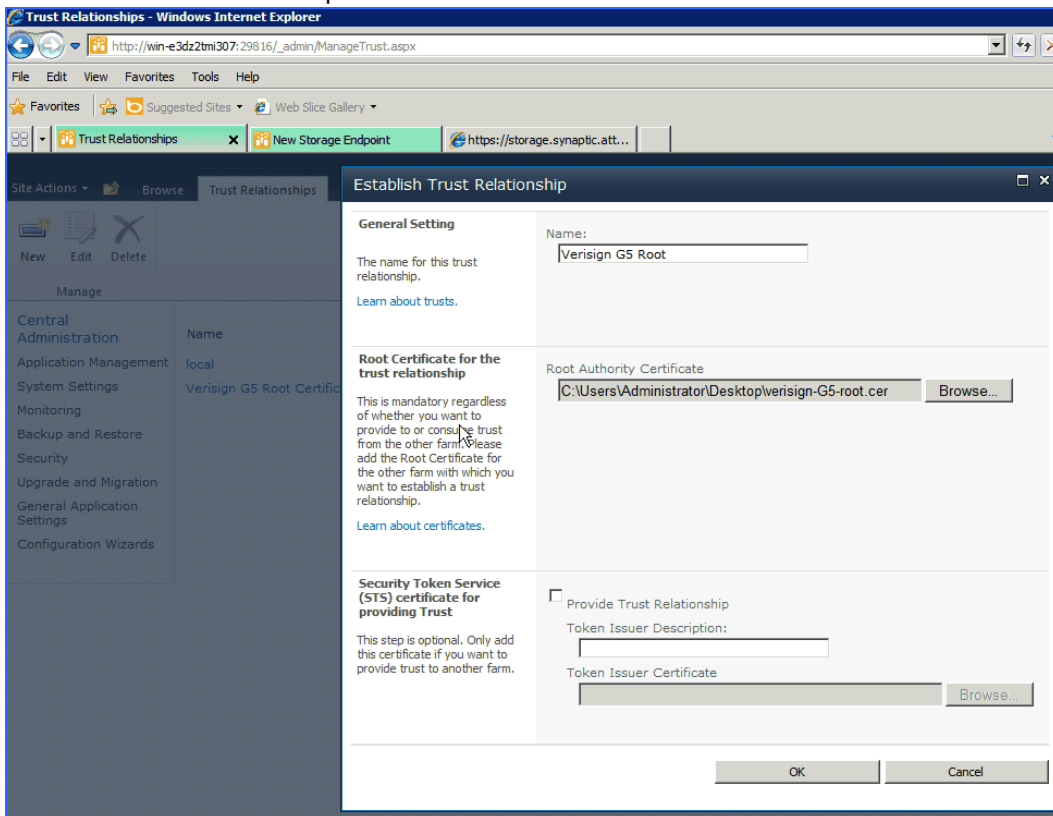 Trust Relationships - Windows Internet Explorer
http://win-e3dz2tmi307:29816/_admin/ManageTrust.aspx
File Edit View Favorites Tools Help
Favorites Suggested Sites Web Slice Gallery
Trust Relationships New Storage Endpoint https://storage.synaptic.att...
Site Actions Browse Trust Relationships
New Edit Delete
Manage
Central
Administration
Application Management
System Settings
Monitoring
Backup and Restore
Security
Upgrade and Migration
General Application
Settings
Configuration Wizards
Name
local
Verisign G5 Root Certific
Establish Trust Relationship
General Setting
The name for this trust
relationship.
Learn about trusts.
Name:
Verisign G5 Root
Root Certificate for the
trust relationship
This is mandatory regardless
of whether you want to
provide to or consume trust
from the other farm. Please
add the Root Certificate for
the other farm with which you
want to establish a trust
relationship.
Learn about certificates.
Root Authority Certificate
C:\Users\Administrator\Desktop\verisign-G5-root.cer Browse...
Security Token Service
(STS) certificate for
providing Trust
This step is optional. Only add
this certificate if you want to
provide trust to another farm.
Provide Trust Relationship
Token Issuer Description:
Token Issuer Certificate
Browse...
OK Cancel